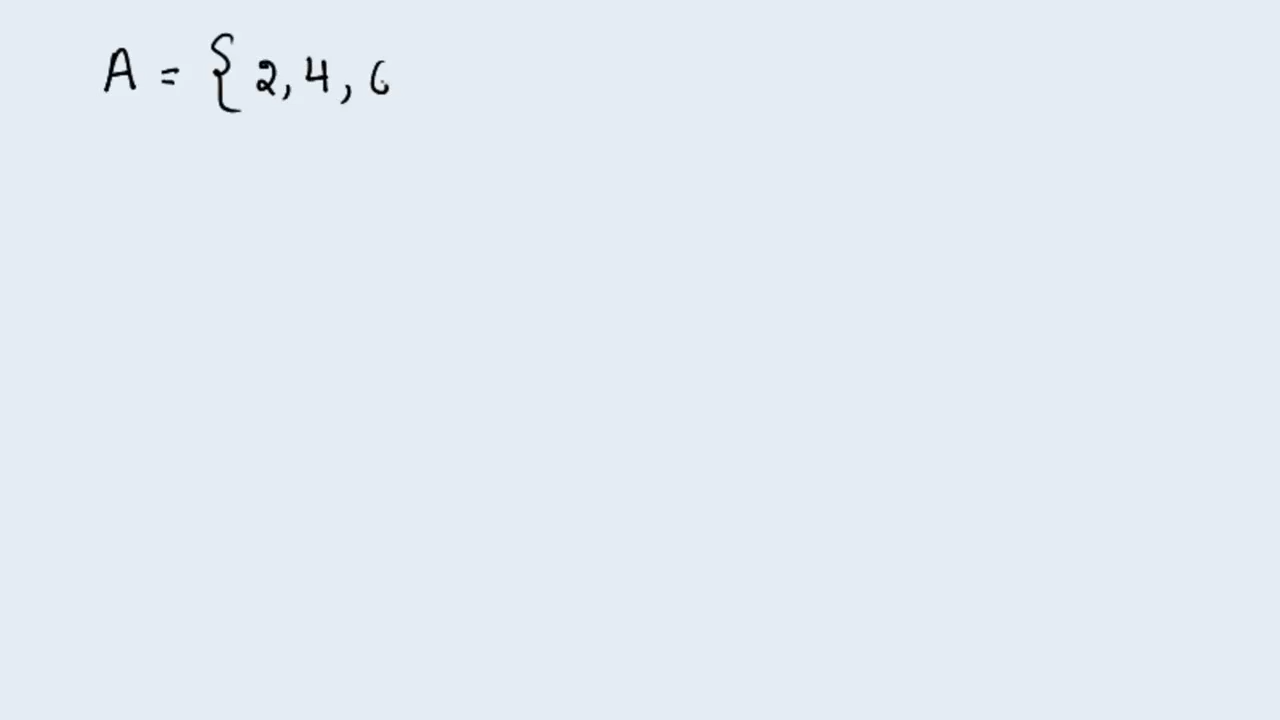 A = { 2, 4, 6